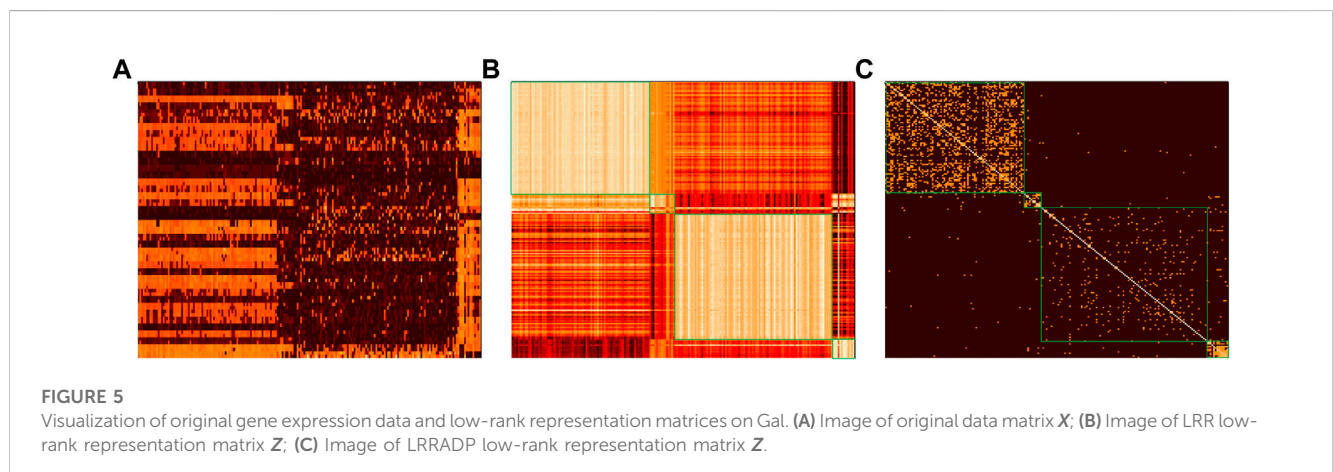 A
B
C
FIGURE 5
Visualization of original gene expression data and low-rank representation matrices on Gal. (A) Image of original data matrix X; (B) Image of LRR low-
rank representation matrix Z; (C) Image of LRRADP low-rank representation matrix Z.